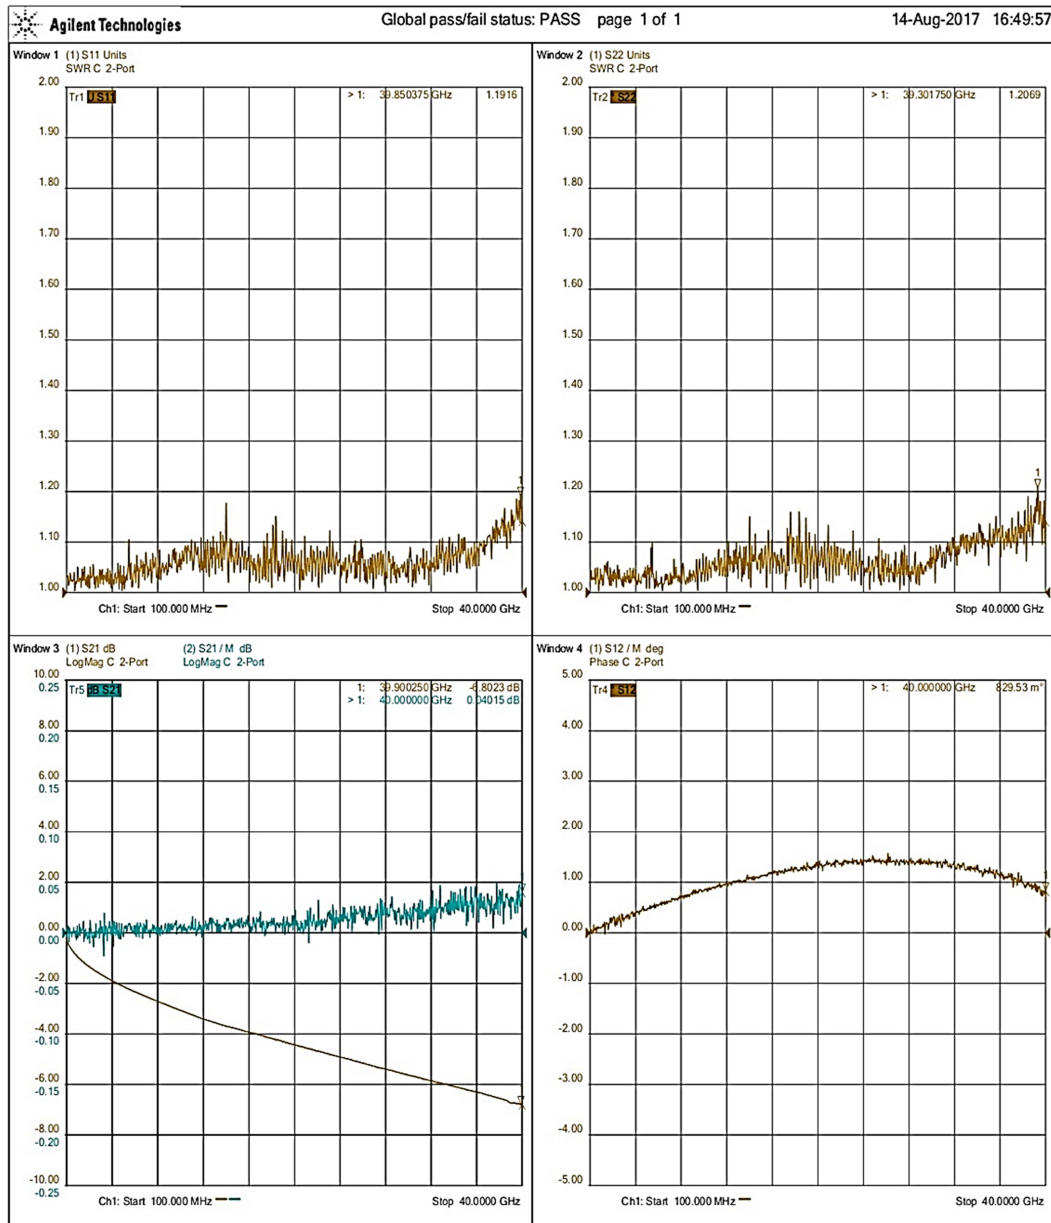 Agilent Technologies
Global pass/fail status: PASS page 1 of 1
14-Aug-2017 16:49:57
Window 1 (1) S11 Units
SWR C 2-Port
2.00
Tr1 S11
> 1: 39.850375 GHz 1.1916
1.90
1.80
1.70
1.60
1.50
1.40
1.30
1.20
1
1.10
1.00
Ch1: Start 100.000 MHz
Stop 40.0000 GHz
Window 2 (1) S22 Units
SWR C 2-Port
2.00
Tr2 S22
> 1: 39.301750 GHz 1.2069
1.90
1.80
1.70
1.60
1.50
1.40
1.30
1
1.20
1.10
1.00
Ch1: Start 100.000 MHz
Stop 40.0000 GHz
Window 3 (1) S21 dB (2) S21 / M dB
LogMag C 2-Port LogMag C 2-Port
10.00
0.25
Tr5 dB S21
1: 39.900250 GHz -6.8023 dB
> 1: 40.000000 GHz 0.04015 dB
8.00
0.20
6.00
0.15
4.00
0.10
2.00
0.05
0.00
0.00
-2.00
-0.05
-4.00
-0.10
-6.00
-0.15
-8.00
-0.20
-10.00
-0.25
Ch1: Start 100.000 MHz
Stop 40.0000 GHz
Window 4 (1) S12 / M deg
Phase C 2-Port
5.00
Tr4 S12
> 1: 40.000000 GHz 829.53 m°
4.00
3.00
2.00
1.00
1
0.00
-1.00
-2.00
-3.00
-4.00
-5.00
Ch1: Start 100.000 MHz
Stop 40.0000 GHz